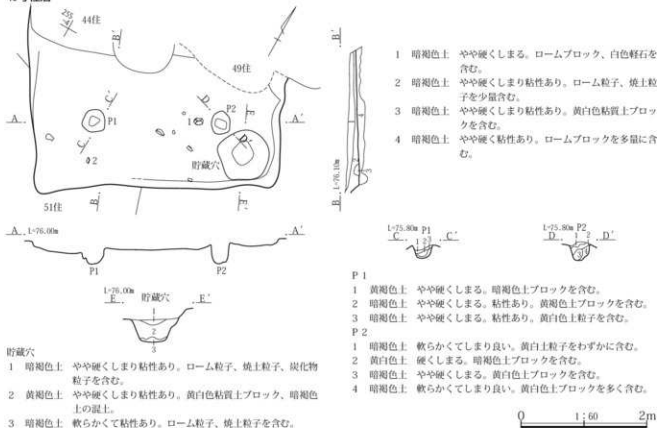 44住
49住
51住
P1
P2
1
2
貯蔵穴
A
A'
B
B'
B
B'
C
C'
D
E
E'
L=76.10m
1 暗褐色土 やや硬くしまる。ロームブロック、白色軽石を
含む。
2 暗褐色土 やや硬くしまり粘性あり。ローム粒子、焼土粒
子を少量含む。
3 暗褐色土 やや硬くしまり粘性あり。黄白色粘質土ブロッ
クを含む。
4 暗褐色土 やや硬く粘性あり。ロームブロックを多量に含
む。
A L=76.00m A'
P1 P2
L=76.00m
E 貯蔵穴 E'
1
2
3
貯蔵穴
1 暗褐色土 やや硬くしまり粘性あり。ローム粒子、焼土粒子、炭化物
粒子を含む。
2 黄褐色土 やや硬くしまり粘性あり。黄白色粘質土ブロック、暗褐色
土の混土。
3 暗褐色土 軟らかくて粘性あり。ローム粒子、焼土粒子を含む。
L=75.80m P1
C C'
L=75.80m P2
D D'
P 1
1 黄褐色土 やや硬くしまる。暗褐色土ブロックを含む。
2 暗褐色土 やや硬くしまる。粘性あり。黄褐色土ブロックを含む。
3 暗褐色土 やや硬くしまる。粘性あり。黄白色土粒子を含む。
P 2
1 暗褐色土 軟らかくてしまり良い。黄白土粒子をわずかに含む。
2 黄白色土 硬くしまる。暗褐色土ブロックを含む。
3 暗褐色土 やや硬くしまる。黄白色土ブロックを含む。
4 暗褐色土 軟らかくてしまり良い。黄白色土ブロックを多く含む。
0 1:60 2m